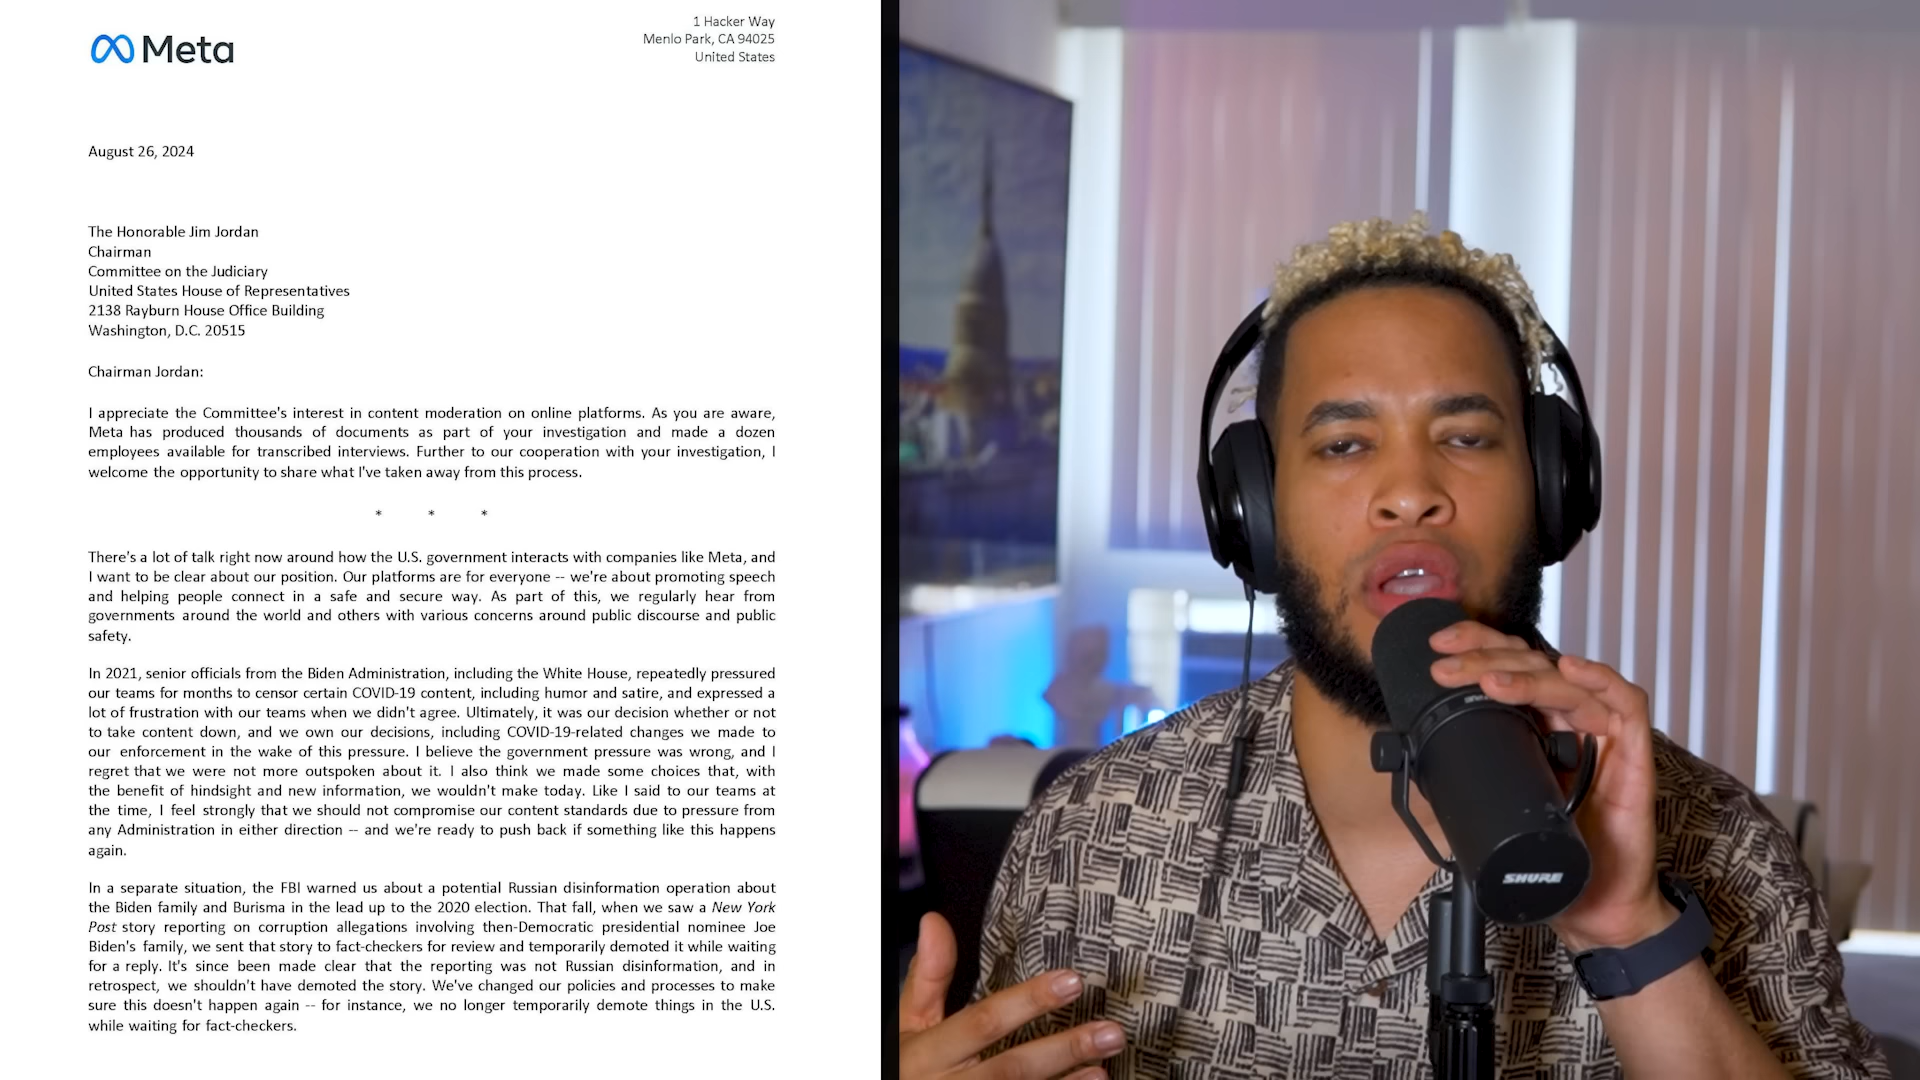 Meta
1 Hacker Way
Menlo Park, CA 94025
United States
August 26, 2024
The Honorable Jim Jordan
Chairman
Committee on the Judiciary
United States House of Representatives
2138 Rayburn House Office Building
Washington, D.C. 20515
Chairman Jordan:
I appreciate the Committee's interest in content moderation on online platforms. As you are aware,
Meta has produced thousands of documents as part of your investigation and made a dozen
employees available for transcribed interviews. Further to our cooperation with your investigation, I
welcome the opportunity to share what I've taken away from this process.
* * *
There's a lot of talk right now around how the U.S. government interacts with companies like Meta, and
I want to be clear about our position. Our platforms are for everyone -- we're about promoting speech
and helping people connect in a safe and secure way. As part of this, we regularly hear from
governments around the world and others with various concerns around public discourse and public
safety.
In 2021, senior officials from the Biden Administration, including the White House, repeatedly pressured
our teams for months to censor certain COVID-19 content, including humor and satire, and expressed a
lot of frustration with our teams when we didn't agree. Ultimately, it was our decision whether or not
to take content down, and we own our decisions, including COVID-19-related changes we made to
our enforcement in the wake of this pressure. I believe the government pressure was wrong, and I
regret that we were not more outspoken about it. I also think we made some choices that, with
the benefit of hindsight and new information, we wouldn't make today. Like I said to our teams at
the time, I feel strongly that we should not compromise our content standards due to pressure from
any Administration in either direction -- and we're ready to push back if something like this happens
again.
In a separate situation, the FBI warned us about a potential Russian disinformation operation about
the Biden family and Burisma in the lead up to the 2020 election. That fall, when we saw a New York
Post story reporting on corruption allegations involving then-Democratic presidential nominee Joe
Biden's family, we sent that story to fact-checkers for review and temporarily demoted it while waiting
for a reply. It's since been made clear that the reporting was not Russian disinformation, and in
retrospect, we shouldn't have demoted the story. We've changed our policies and processes to make
sure this doesn't happen again -- for instance, we no longer temporarily demote things in the U.S.
while waiting for fact-checkers.
SHURE